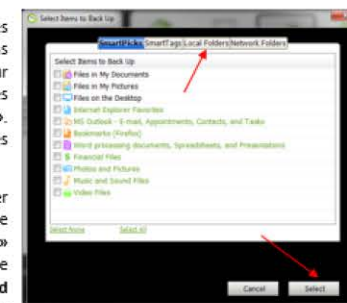 Select Items to Back Up
SmartPicks SmartTags Local Folders Network Folders
Select Items to Back Up
Files in My Documents
Files in My Pictures
Files on the Desktop
Internet Explorer Favorites
MS Outlook - E-mail, Appointments, Contacts, and Tasks
Bookmarks (Firefox)
Word processing documents, Spreadsheets, and Presentations
Financial Files
Photos and Pictures
Music and Sound Files
Video Files
Select None Select All
Cancel Select